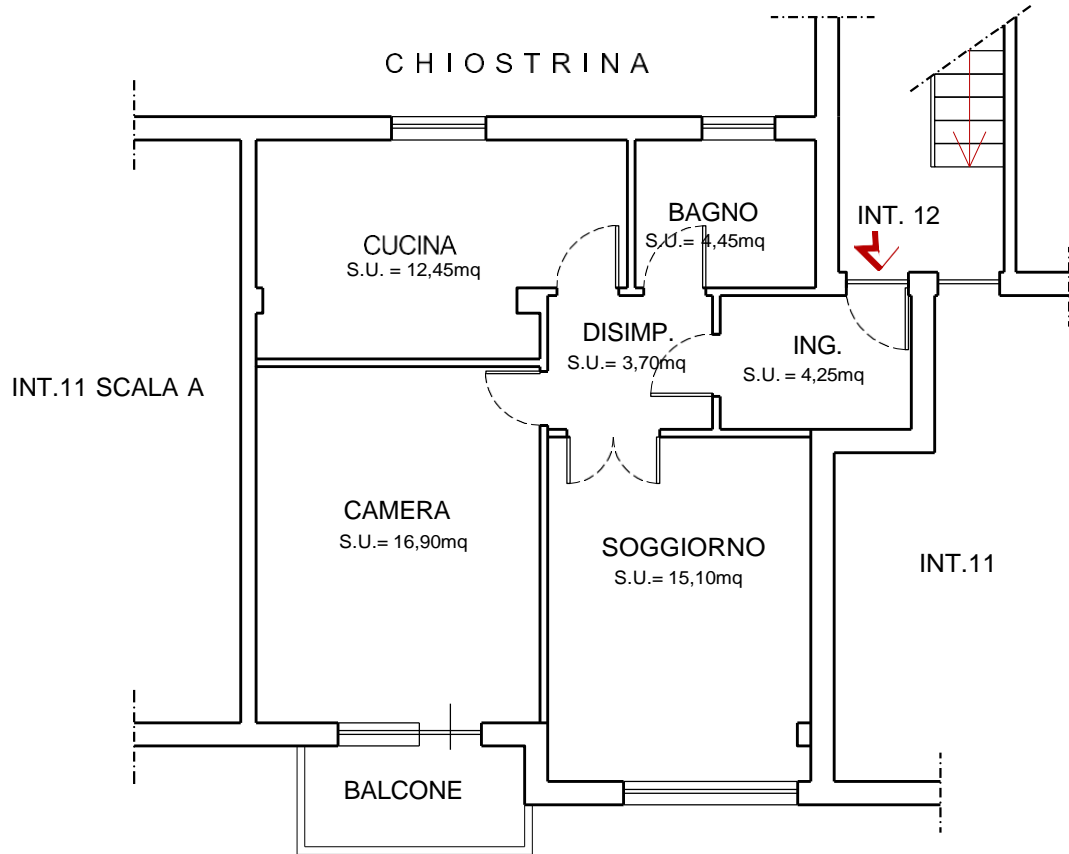 CHIOSTRINA
BAGNO
S.U.= 4,45mq
INT. 12
CUCINA
S.U. = 12,45mq
DISIMP.
S.U.= 3,70mq
ING.
S.U. = 4,25mq
INT.11 SCALA A
CAMERA
S.U.= 16,90mq
SOGGIORNO
S.U.= 15,10mq
INT.11
BALCONE